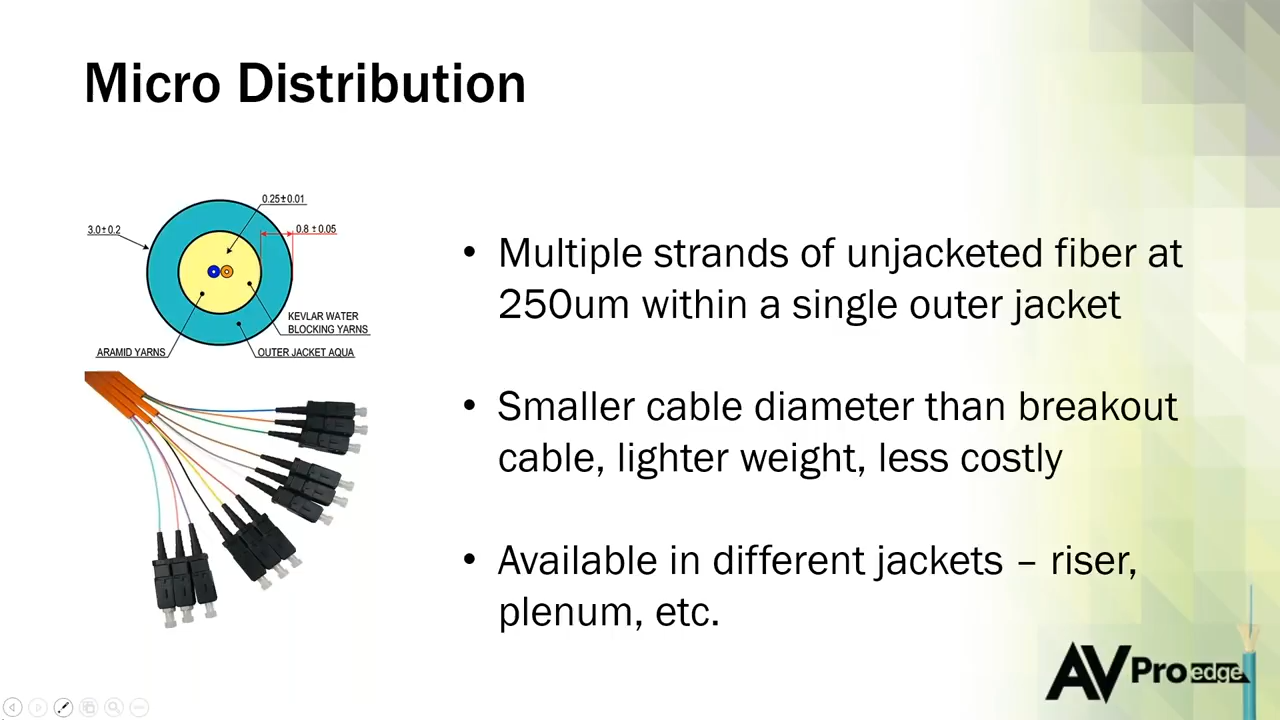 Micro Distribution
0.25±0.01
3.0±0.2
0.8 ±0.05
KEVLAR WATER
BLOCKING YARNS
ARAMID YARNS
OUTER JACKET AQUA
• Multiple strands of unjacketed fiber at
250um within a single outer jacket
• Smaller cable diameter than breakout
cable, lighter weight, less costly
• Available in different jackets – riser,
plenum, etc.
AVPro edge